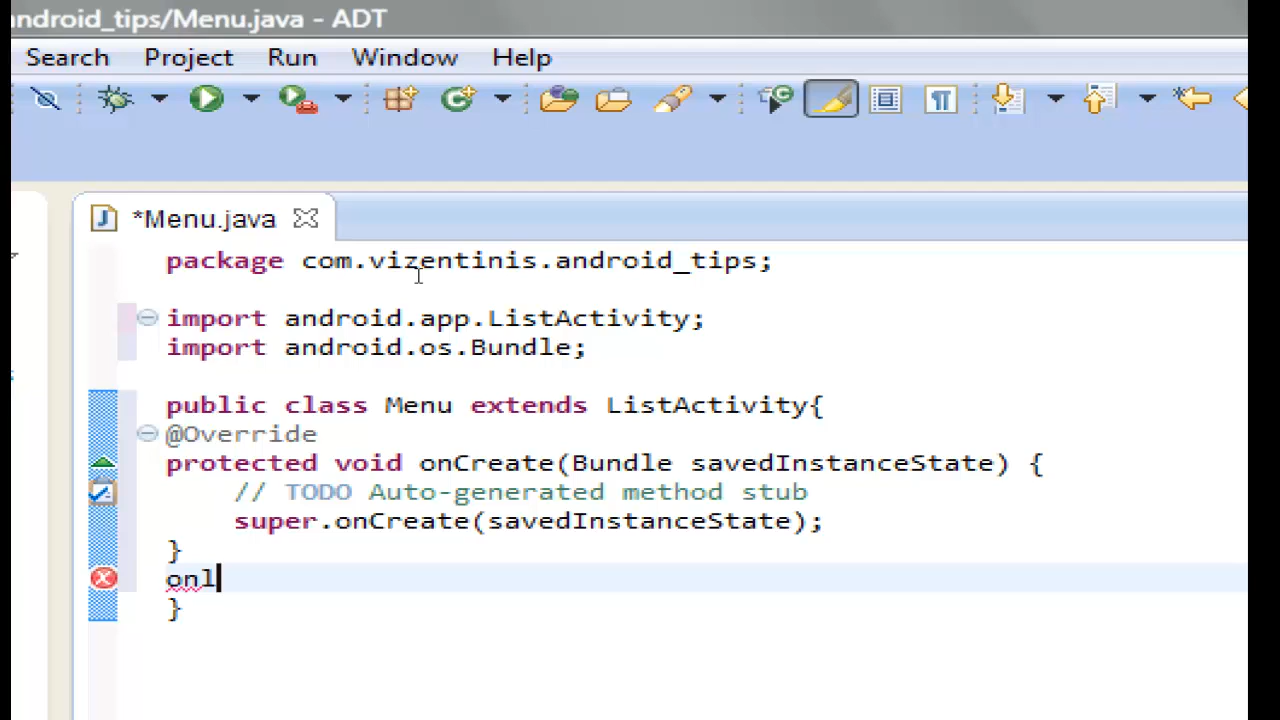 android_tips/Menu.java - ADT
Search Project Run Window Help
*Menu.java
package com.vizentinis.android_tips;
import android.app.ListActivity;
import android.os.Bundle;
public class Menu extends ListActivity{
@Override
protected void onCreate(Bundle savedInstanceState) {
// TODO Auto-generated method stub
super.onCreate(savedInstanceState);
}
onl
}